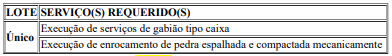 LOTE SERVIÇO(S) REQUERIDO(S)
Único
Execução de serviços de gabião tipo caixa
Execução de enrocamento de pedra espalhada e compactada mecanicamente